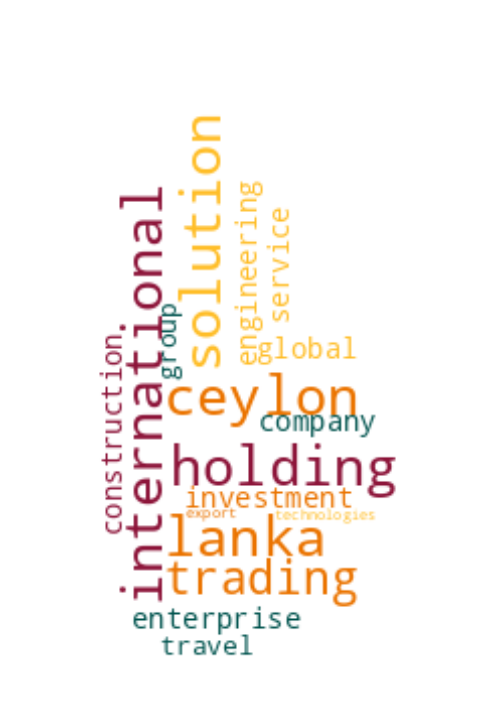 solution
international
engineering
service
group
construction
global
ceylon
company
holding
investment
export
technologies
lanka
trading
enterprise
travel